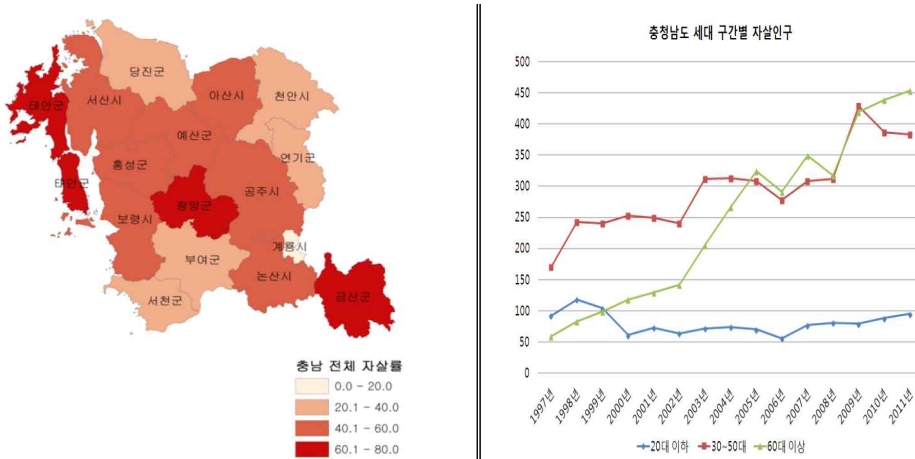 당진군
아산시
천안시
태안군
서산시
예산군
연기군
홍성군
태안군
청양군
공주시
보령시
계룡시
부여군
논산시
서천군
금산군
충남 전체 자살률
0.0 - 20.0
20.1 - 40.0
40.1 - 60.0
60.1 - 80.0
충청남도 세대 구간별 자살인구
500
450
400
350
300
250
200
150
100
50
0
1997년
1998년
1999년
2000년
2001년
2002년
2003년
2004년
2005년
2006년
2007년
2008년
2009년
2010년
2011년
20대 이하
30~50대
60대 이상